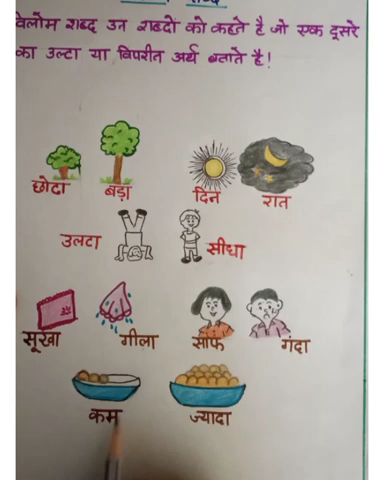 विलोम शब्द उन शब्दों को कहते है जो एक दूसरे
का उल्टा या विपरीत अर्थ बताते है!
छोटा बड़ा दिन रात
उलटा सीधा
सूखा गीला साफ गंदा
कम ज्यादा